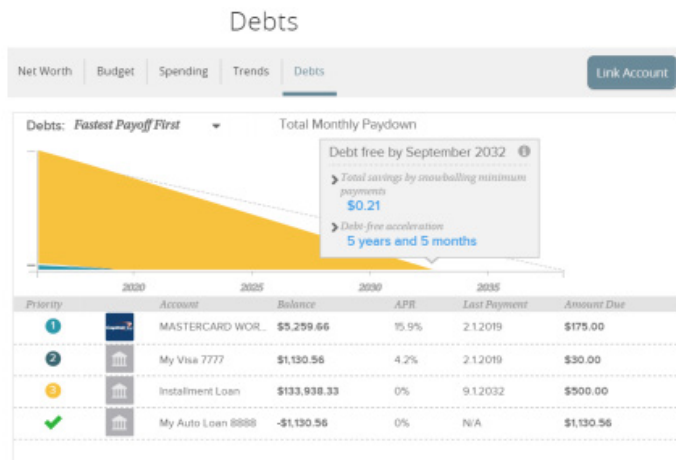 Debts
Net Worth Budget Spending Trends Debts Link Account
Debts: Fastest Payoff First Total Monthly Paydown
Debt free by September 2032
Total savings by snowballing minimum
payments
$0.21
Debt-free acceleration
5 years and 5 months
2020 2025 2030 2035
Priority Account Balance APR Last Payment Amount Due
1 MASTERCARD WOR... $5,259.66 15.9% 2.1.2019 $175.00
2 My Visa 7777 $1,130.56 4.2% 2.1.2019 $30.00
3 Installment Loan $133,938.33 0% 9.1.2032 $500.00
My Auto Loan 8888 -$1,130.56 0% N/A $1,130.56